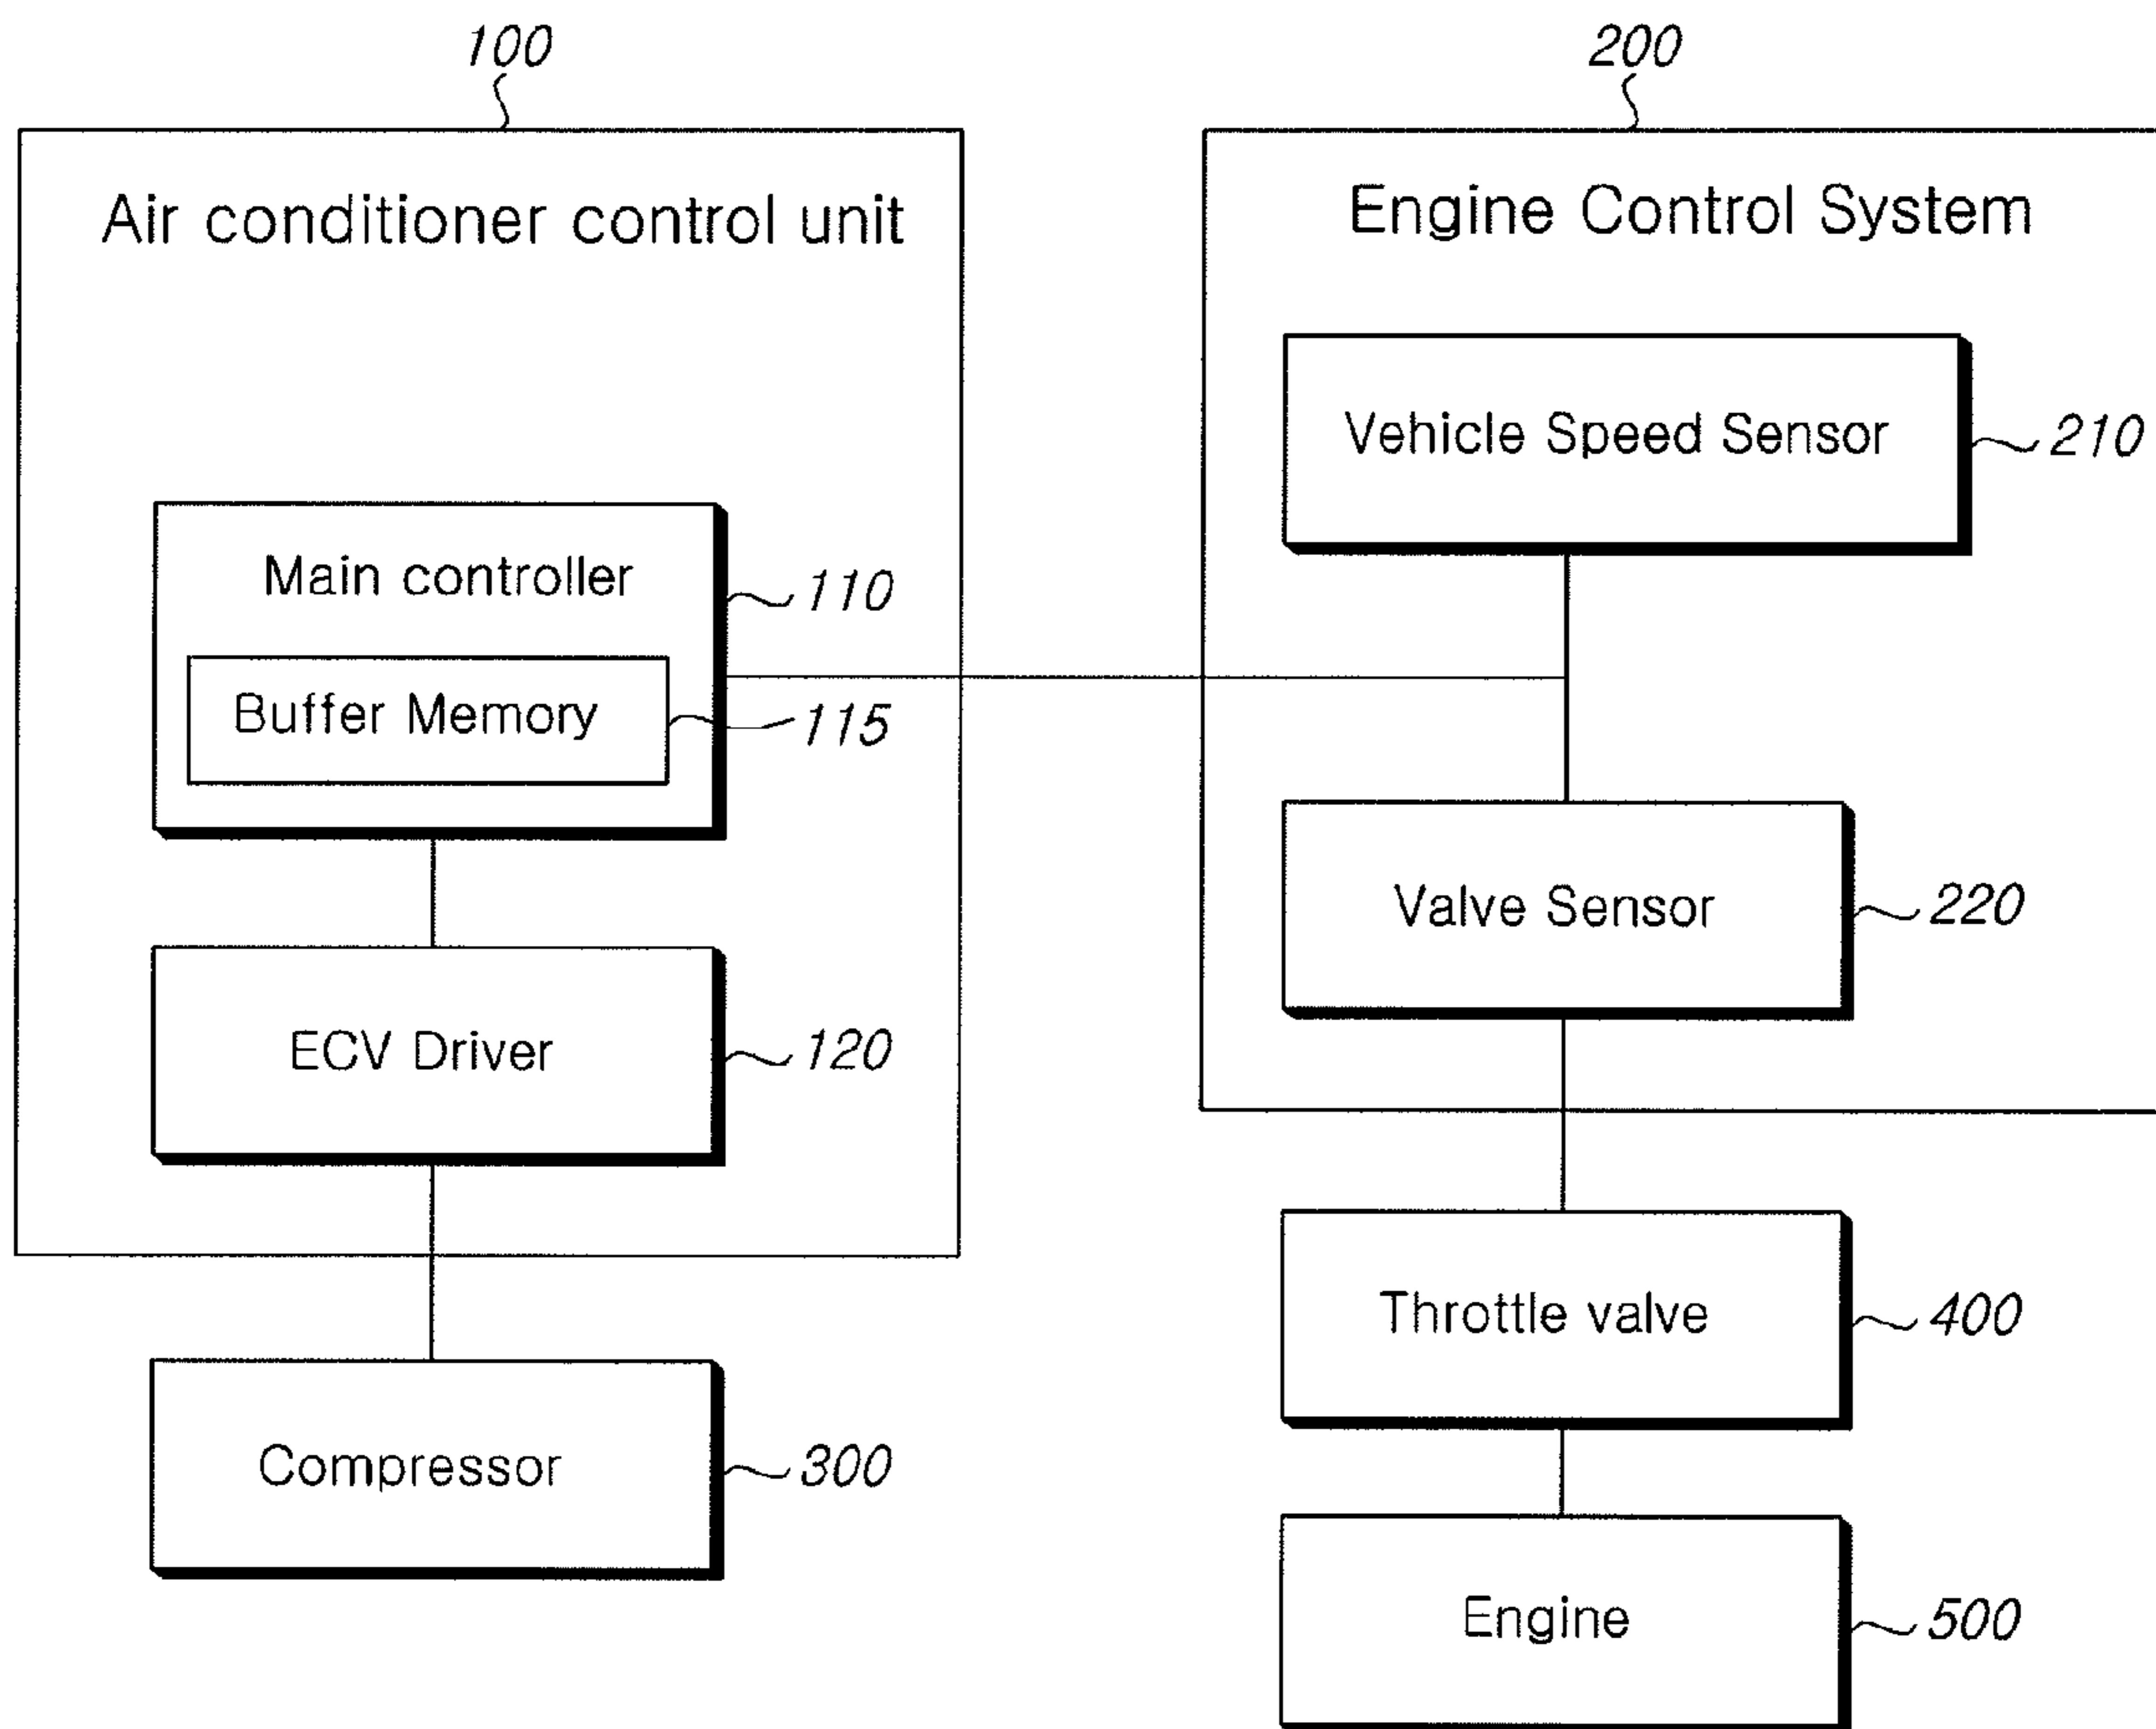 100
200
Air conditioner control unit
Engine Control System
Vehicle Speed Sensor
210
Main controller
110
Buffer Memory
115
Valve Sensor
220
ECV Driver
120
Throttle valve
400
Compressor
300
Engine
500